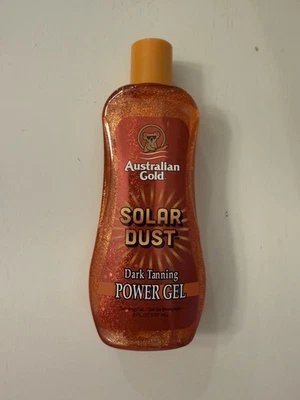 Australian
Gold®
SOLAR
DUST
Dark Tanning
POWER GEL